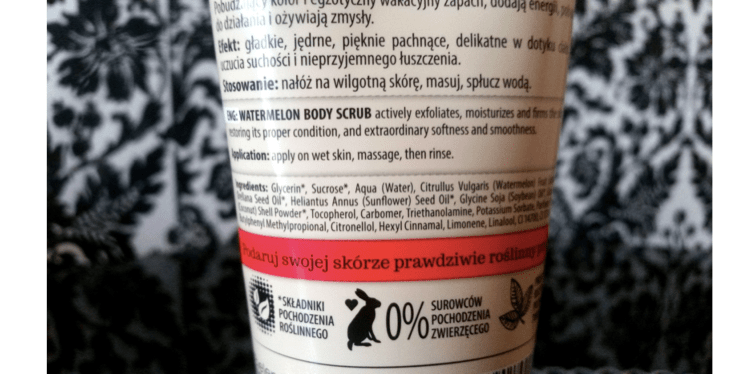 kolor i egzotyczny wakacyjny zapach, dodają energii,
do działania i ożywiają zmysły.
Efekt: gładkie, jędrne, pięknie pachnące, delikatne w dotyku
uczucia suchości i nieprzyjemnego łuszczenia.
Stosowanie: nałóż na wilgotną skórę, masuj, spłucz wodą.
ENG: WATERMELON BODY SCRUB actively exfoliates, moisturizes and firms the
restoring its proper condition, and extraordinary softness and smoothness.
Application: apply on wet skin, massage, then rinse.
Ingredients: Glycerin*, Sucrose*, Aqua (Water), Citrullus Vulgaris (Watermelon) Fruit
Seed Oil*, Helianthus Annus (Sunflower) Seed Oil*, Glycine Soja (Soybean)
Shell Powder*, Tocopherol, Carbomer, Triethanolamine, Potassium Sorbate,
Methylpropional, Citronellol, Hexyl Cinnamal, Limonene, Linalool, CI
Podaruj swojej skórze prawdziwie roślinny
*SKŁADNIKI
POCHODZENIA
ROŚLINNEGO
0%
SUROWCÓW
POCHODZENIA
ZWIERZĘCEGO